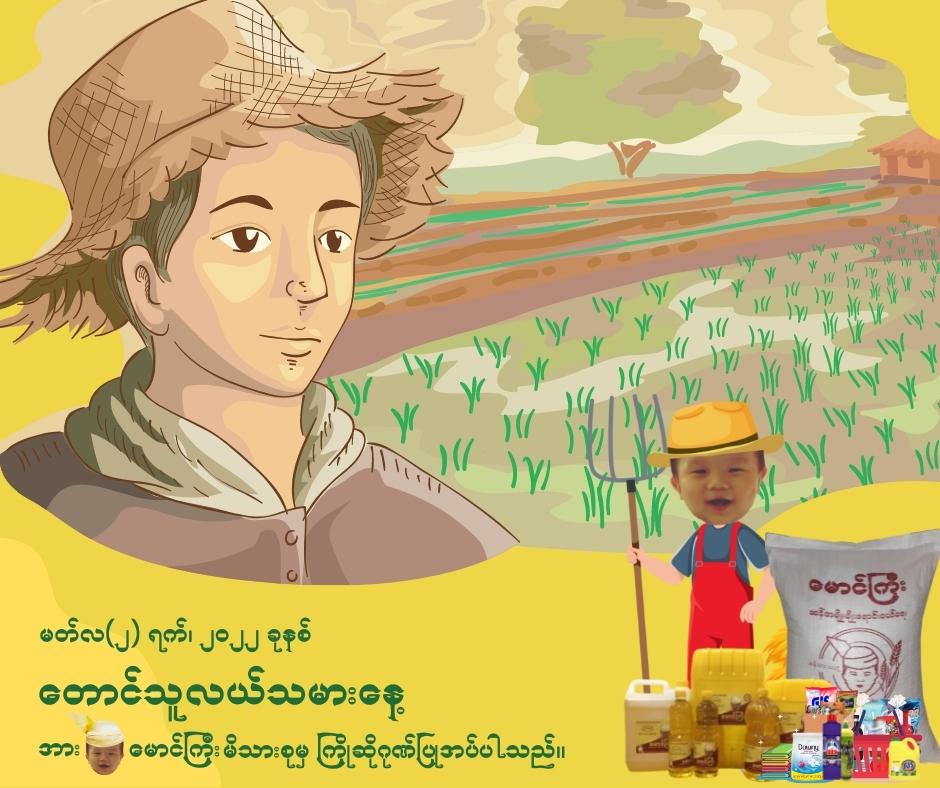 မတ်လ(၂) ရက်၊ ၂၀၂၂ ခုနှစ်
တောင်သူလယ်သမားနေ့
အား မောင်ကြီး မိသားစုမှ ကြိုဆိုဂုဏ်ပြုအပ်ပါသည်။
မောင်ကြီး
Downy